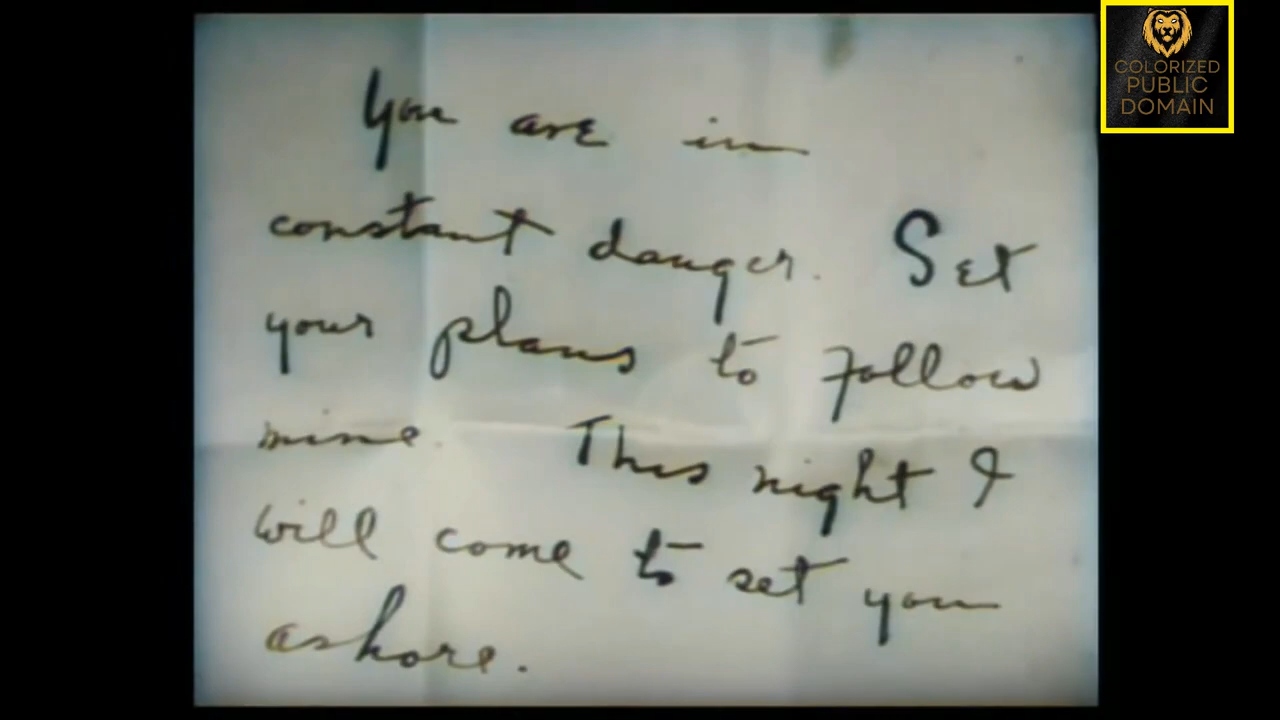 COLORIZED
PUBLIC
DOMAIN
You are in
constant danger. Set
your plans to follow
mine. This night I
will come to set you
ashore.